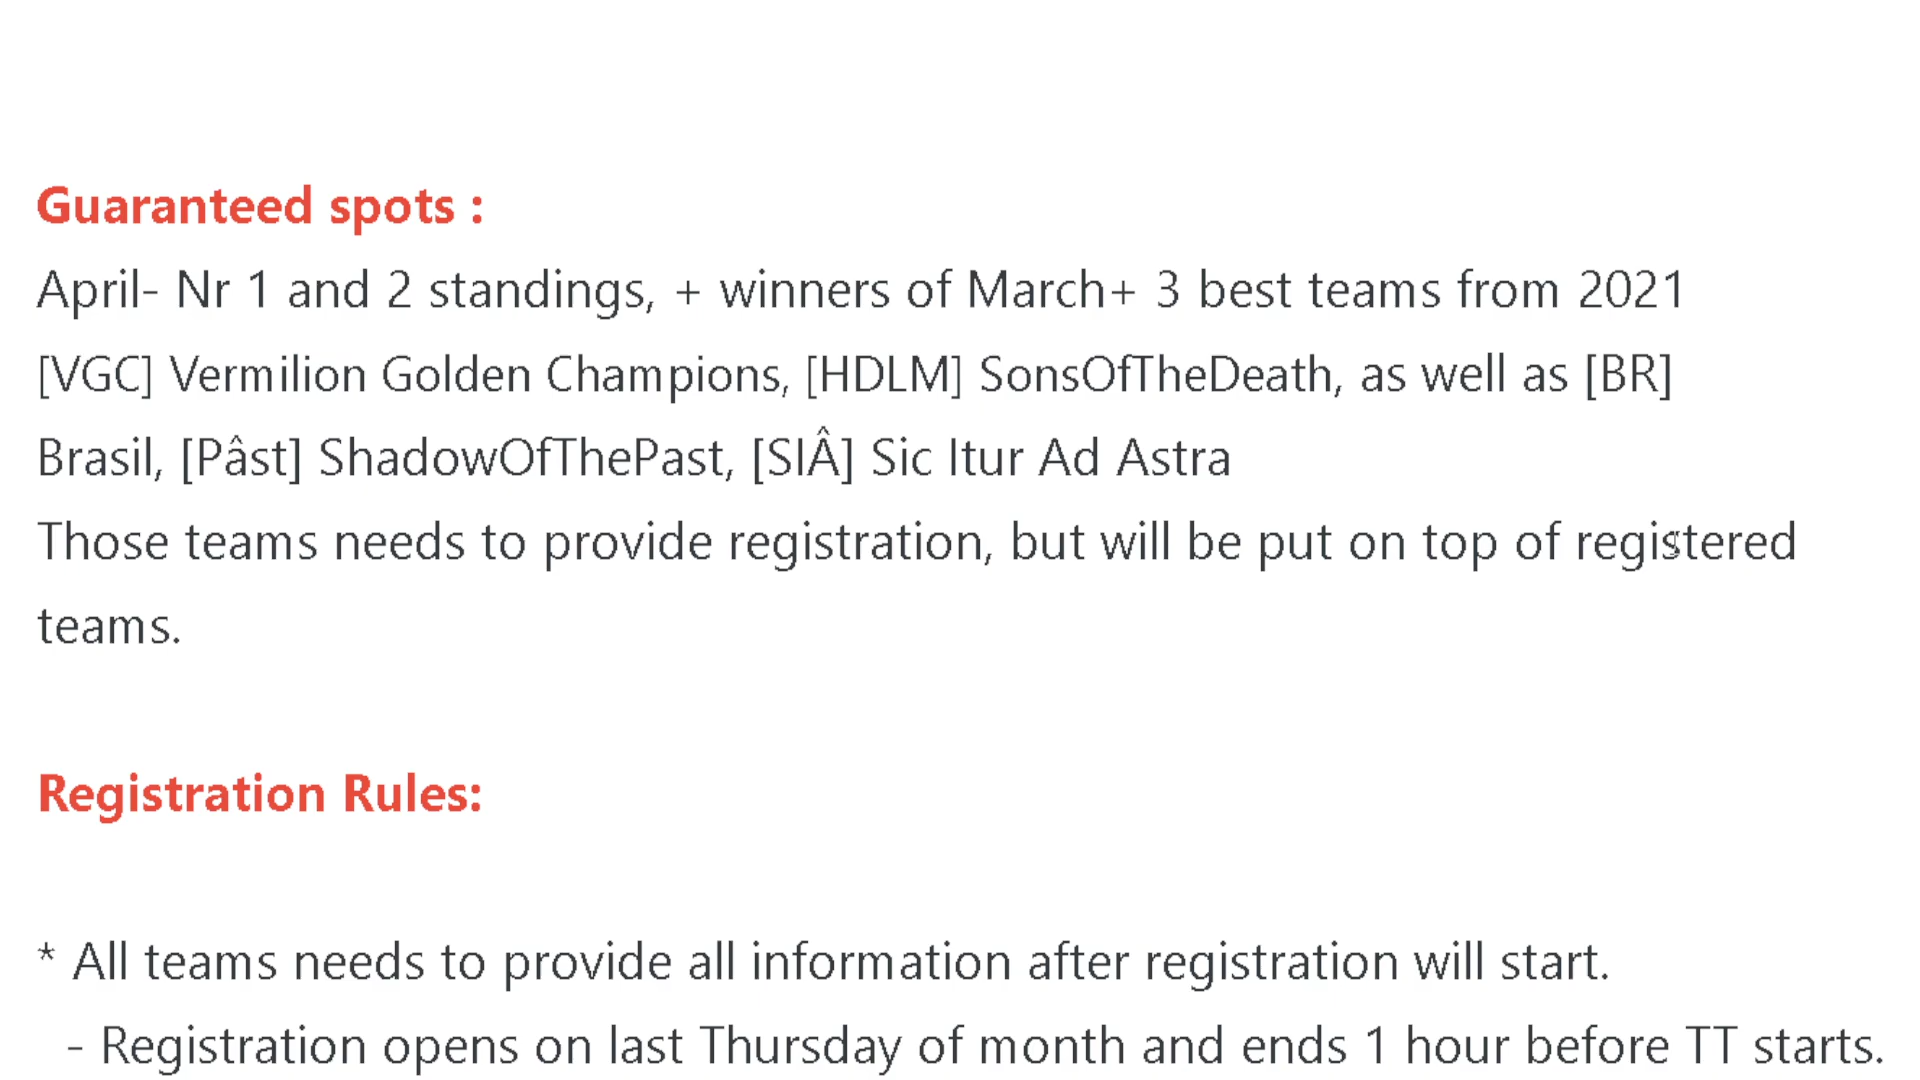 Guaranteed spots :
April- Nr 1 and 2 standings, + winners of March+ 3 best teams from 2021
[VGC] Vermilion Golden Champions, [HDLM] SonsOfTheDeath, as well as [BR]
Brasil, [Pâst] ShadowOfThePast, [SIÂ] Sic Itur Ad Astra
Those teams needs to provide registration, but will be put on top of registered
teams.
Registration Rules:
* All teams needs to provide all information after registration will start.
- Registration opens on last Thursday of month and ends 1 hour before TT starts.